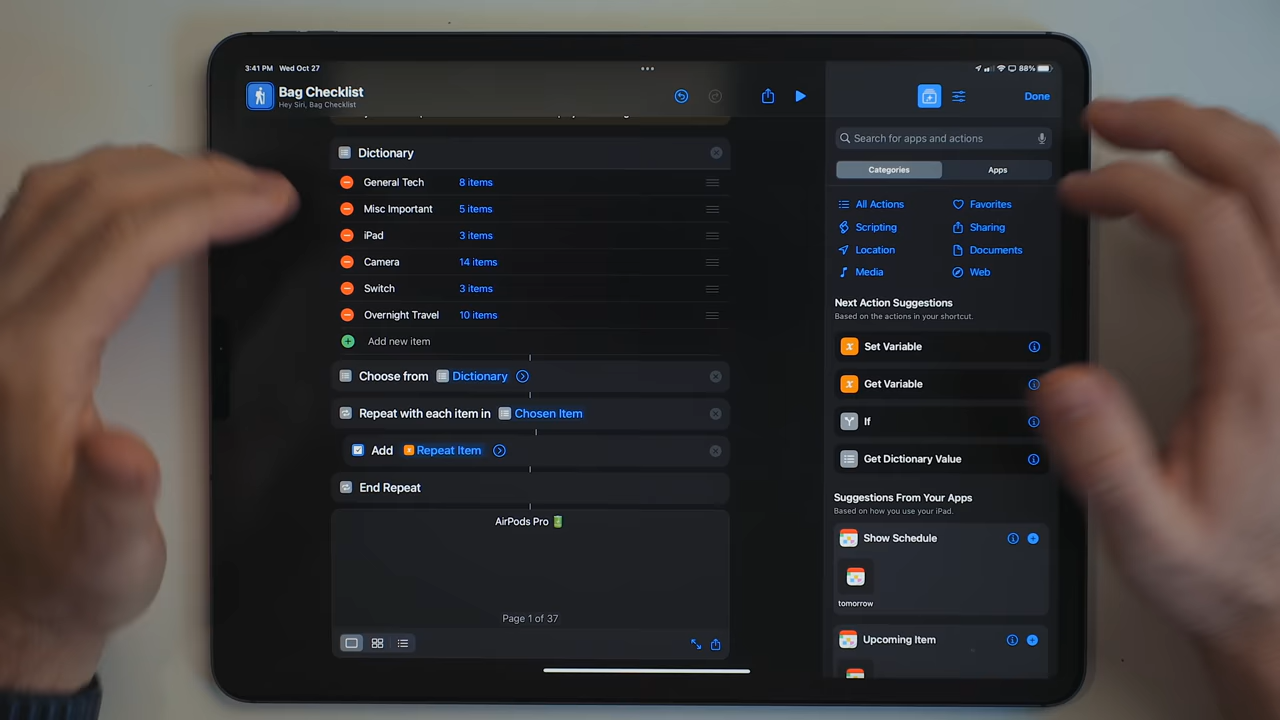 3:41 PM Wed Oct 27
88%
Bag Checklist
Hey Siri, Bag Checklist
Done
Dictionary
General Tech 8 items
Misc Important 5 items
iPad 3 items
Camera 14 items
Switch 3 items
Overnight Travel 10 items
Add new item
Choose from Dictionary
Repeat with each item in Chosen Item
Add Repeat Item
End Repeat
AirPods Pro
Page 1 of 37
Search for apps and actions
Categories Apps
All Actions Favorites
Scripting Sharing
Location Documents
Media Web
Next Action Suggestions
Based on the actions in your shortcut.
Set Variable
Get Variable
If
Get Dictionary Value
Suggestions From Your Apps
Based on how you use your iPad.
Show Schedule
tomorrow
Upcoming Item